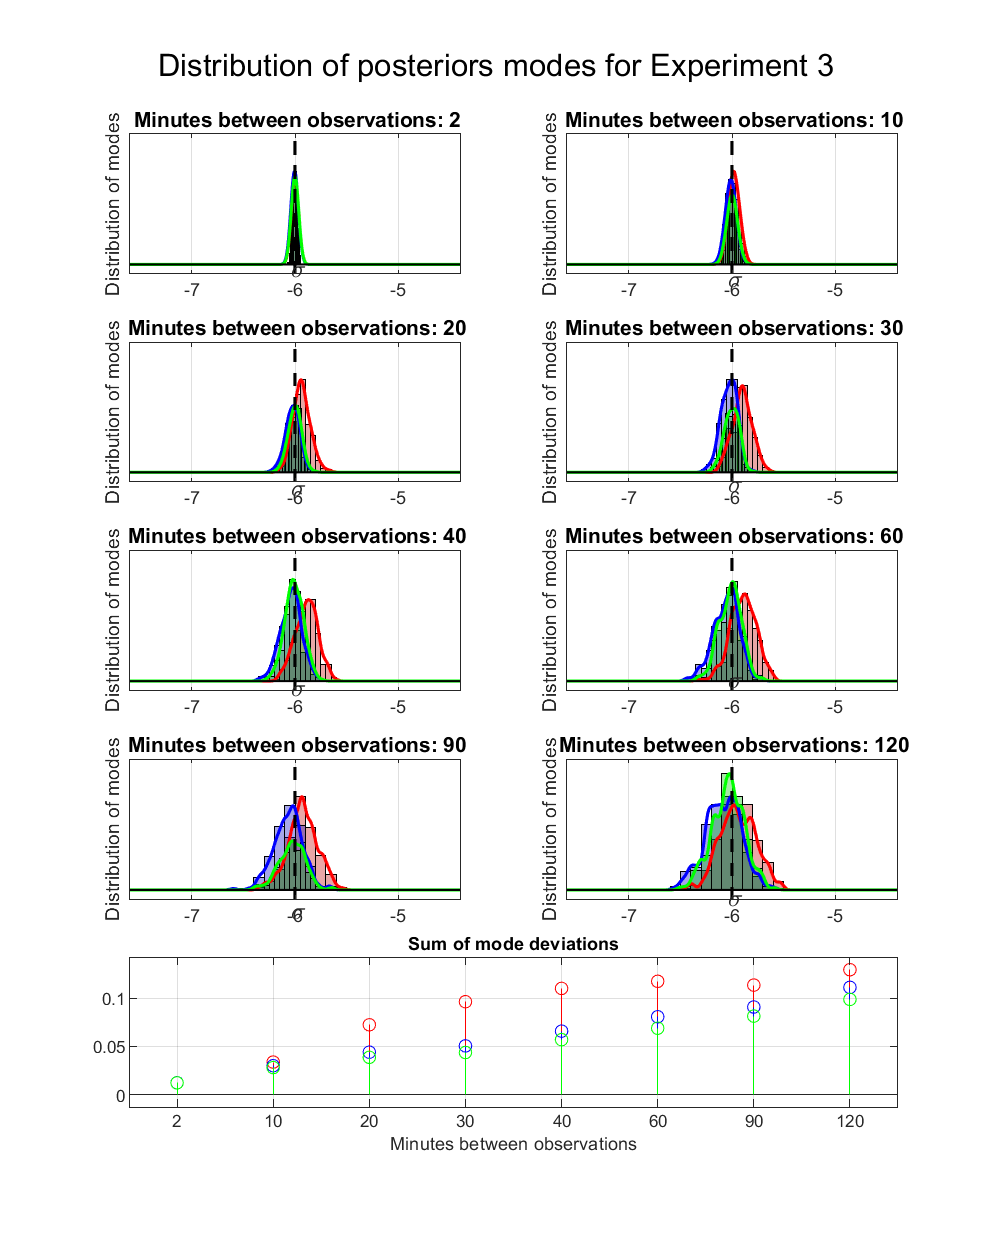 Distribution of posteriors modes for Experiment 3
Minutes between observations: 2
Distribution of modes
-7 -6 -5
σ
Minutes between observations: 10
Distribution of modes
-7 -6 -5
σ
Minutes between observations: 20
Distribution of modes
-7 -6 -5
σ
Minutes between observations: 30
Distribution of modes
-7 -6 -5
σ
Minutes between observations: 40
Distribution of modes
-7 -6 -5
σ
Minutes between observations: 60
Distribution of modes
-7 -6 -5
σ
Minutes between observations: 90
Distribution of modes
-7 -6 -5
σ
Minutes between observations: 120
Distribution of modes
-7 -6 -5
σ
Sum of mode deviations
0.1
0.05
0
2 10 20 30 40 60 90 120
Minutes between observations